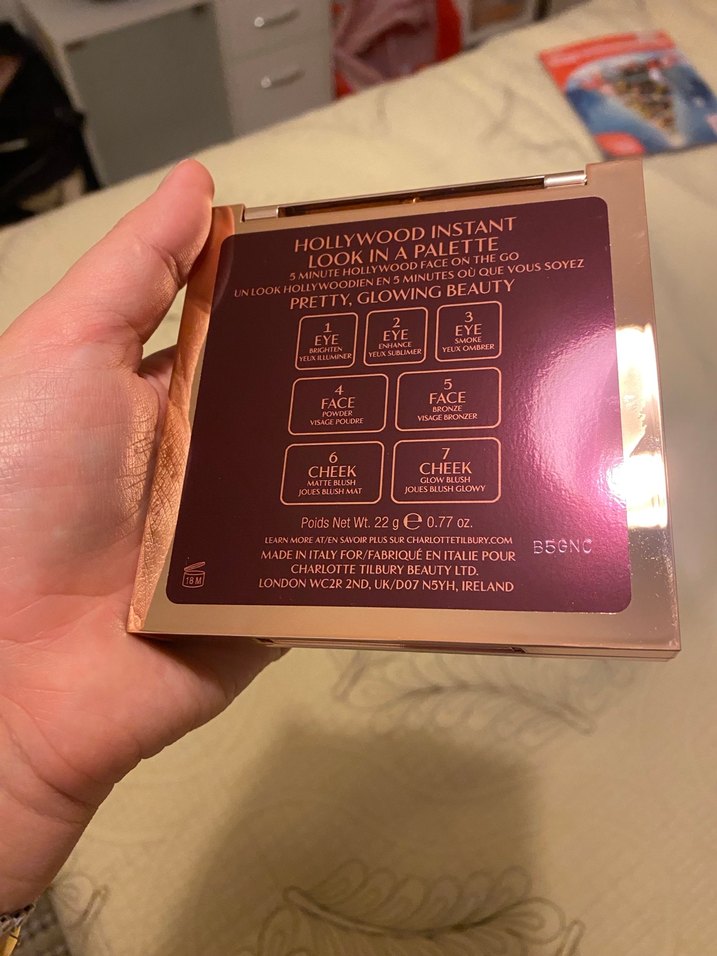 HOLLYWOOD INSTANT
LOOK IN A PALETTE
5 MINUTE HOLLYWOOD FACE ON THE GO
UN LOOK HOLLYWOODIEN EN 5 MINUTES OÙ QUE VOUS SOYEZ
PRETTY, GLOWING BEAUTY
1
EYE
BRIGHTEN
YEUX ILLUMINER
2
EYE
ENHANCE
YEUX SUBLIMER
3
EYE
SMOKE
YEUX OMBRER
4
FACE
POWDER
VISAGE POUDRE
5
FACE
BRONZE
VISAGE BRONZER
6
CHEEK
MATTE BLUSH
JOUES BLUSH MAT
7
CHEEK
GLOW BLUSH
JOUES BLUSH GLOWY
Poids Net Wt. 22 g ℮ 0.77 oz.
LEARN MORE AT/EN SAVOIR PLUS SUR CHARLOTTETILBURY.COM
MADE IN ITALY FOR/FABRIQUÉ EN ITALIE POUR
CHARLOTTE TILBURY BEAUTY LTD.
LONDON WC2R 2ND, UK/D07 N5YH, IRELAND
18 M
B5GNC